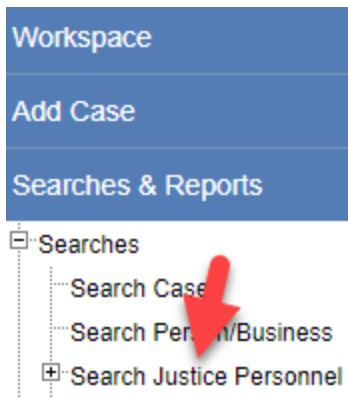 Workspace
Add Case
Searches & Reports
Searches
Search Case
Search Person/Business
Search Justice Personnel